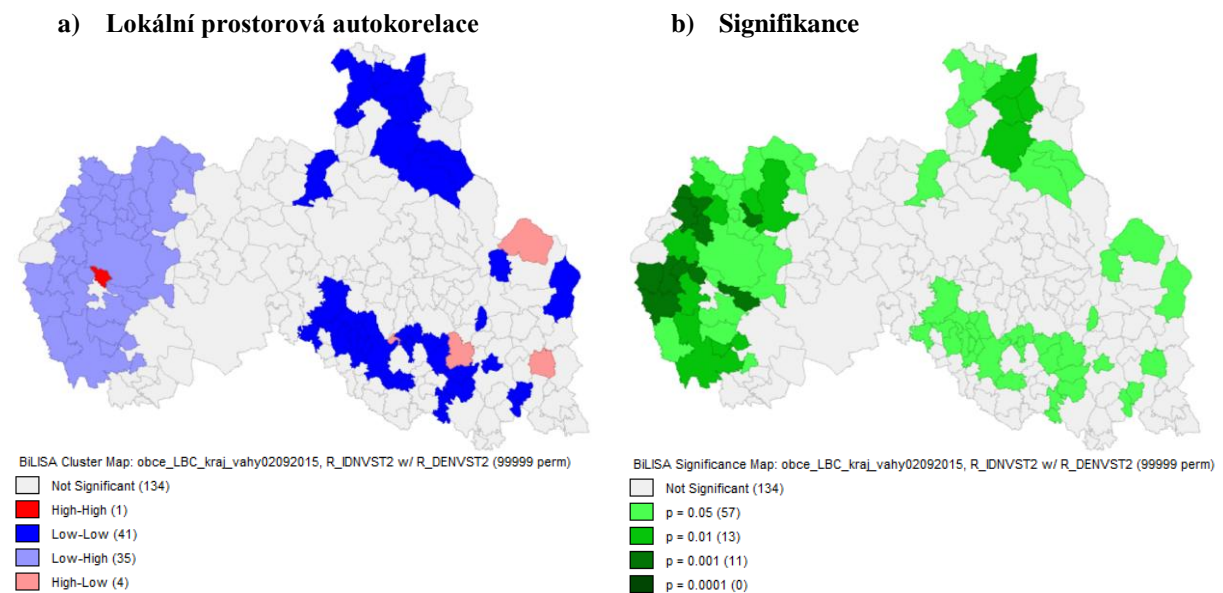 a) Lokální prostorová autokorelace
b) Signifikance
BiLISA Cluster Map: obce_LBC_kraj_vahy02092015, R_IDNVST2 w/ R_DENVST2 (99999 perm)
Not Significant (134)
High-High (1)
Low-Low (41)
Low-High (35)
High-Low (4)
BiLISA Significance Map: obce_LBC_kraj_vahy02092015, R_IDNVST2 w/ R_DENVST2 (99999 perm)
Not Significant (134)
p = 0.05 (57)
p = 0.01 (13)
p = 0.001 (11)
p = 0.0001 (0)